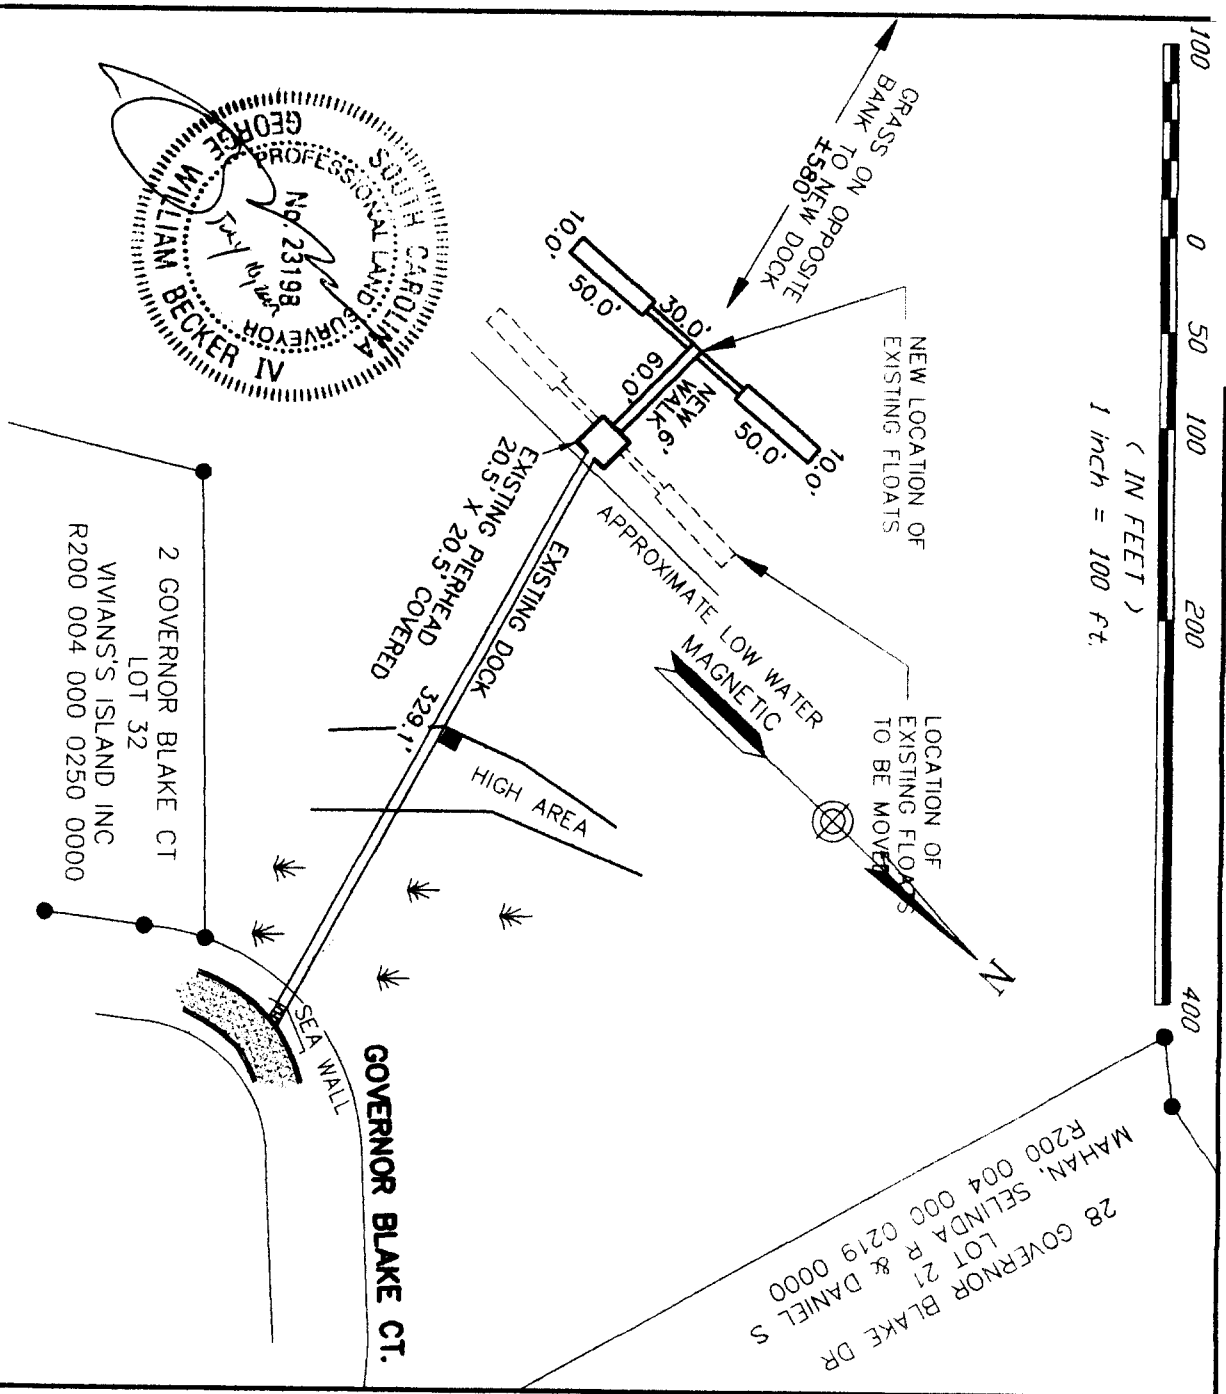 100 0 50 100 200 400
( IN FEET )
1 inch = 100 ft.
GRASS ON OPPOSITE
BANK TO NEW DOCK
±580'
NEW LOCATION OF
EXISTING FLOATS
LOCATION OF
EXISTING FLOATS
TO BE MOVED
10.0'
50.0'
30.0'
60.0'
NEW 6'
WALK
50.0'
10.0'
EXISTING PIERHEAD
20.5' X 20.5' COVERED
EXISTING DOCK
329.1'
APPROXIMATE LOW WATER
MAGNETIC
N
HIGH AREA
SEA WALL
GOVERNOR BLAKE CT.
2 GOVERNOR BLAKE CT
LOT 32
VIVIANS'S ISLAND INC
R200 004 000 0250 0000
28 GOVERNOR BLAKE DR
LOT 21
MAHAN, SELINDA R & DANIEL S
R200 004 000 0219 0000
SOUTH CAROLINA
PROFESSIONAL LAND SURVEYOR
No. 23198
GEORGE WILLIAM BECKER IV